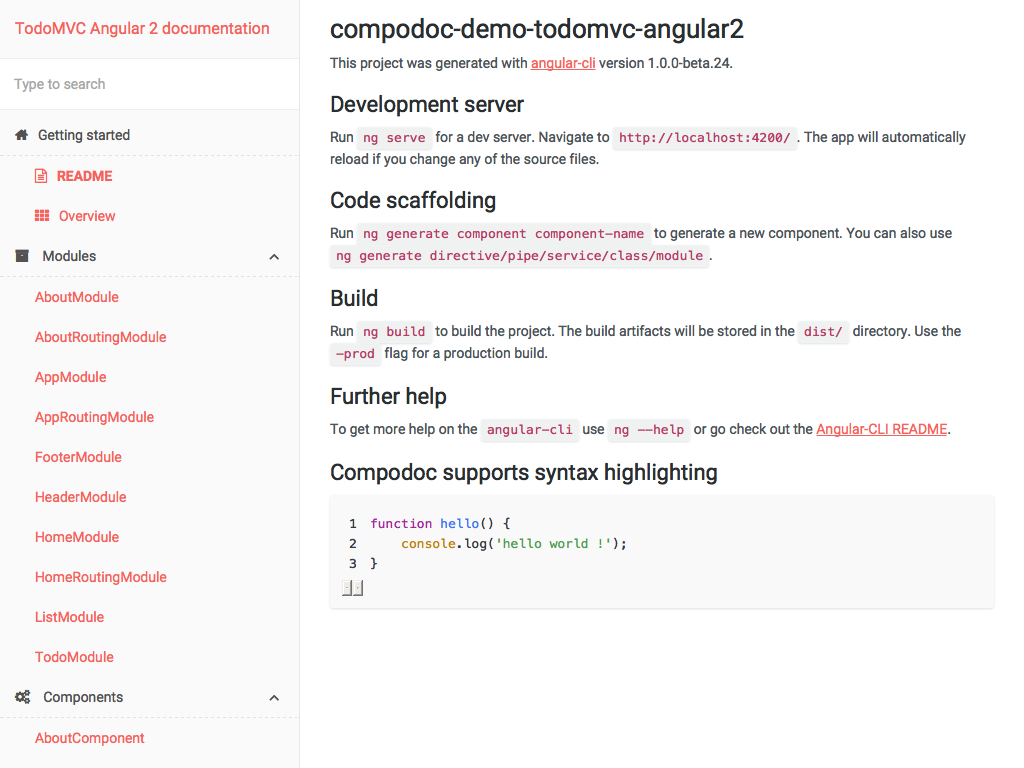 TodoMVC Angular 2 documentation
Type to search
Getting started
README
Overview
Modules
AboutModule
AboutRoutingModule
AppModule
AppRoutingModule
FooterModule
HeaderModule
HomeModule
HomeRoutingModule
ListModule
TodoModule
Components
AboutComponent
compodoc-demo-todomvc-angular2
This project was generated with angular-cli version 1.0.0-beta.24.
Development server
Run ng serve for a dev server. Navigate to http://localhost:4200/ . The app will automatically
reload if you change any of the source files.
Code scaffolding
Run ng generate component component-name to generate a new component. You can also use
ng generate directive/pipe/service/class/module .
Build
Run ng build to build the project. The build artifacts will be stored in the dist/ directory. Use the
-prod flag for a production build.
Further help
To get more help on the angular-cli use ng --help or go check out the Angular-CLI README.
Compodoc supports syntax highlighting
1 function hello() {
2     console.log('hello world !');
3 }